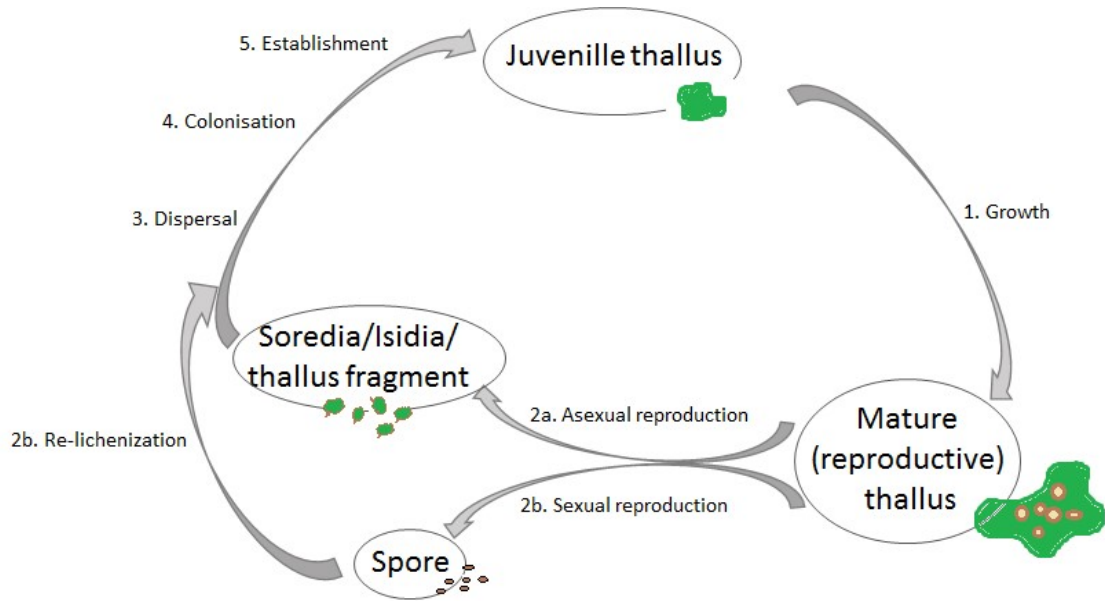 5. Establishment
Juvenille thallus
4. Colonisation
3. Dispersal
1. Growth
Soredia/Isidia/
thallus fragment
2a. Asexual reproduction
Mature
(reproductive)
thallus
2b. Re-lichenization
2b. Sexual reproduction
Spore